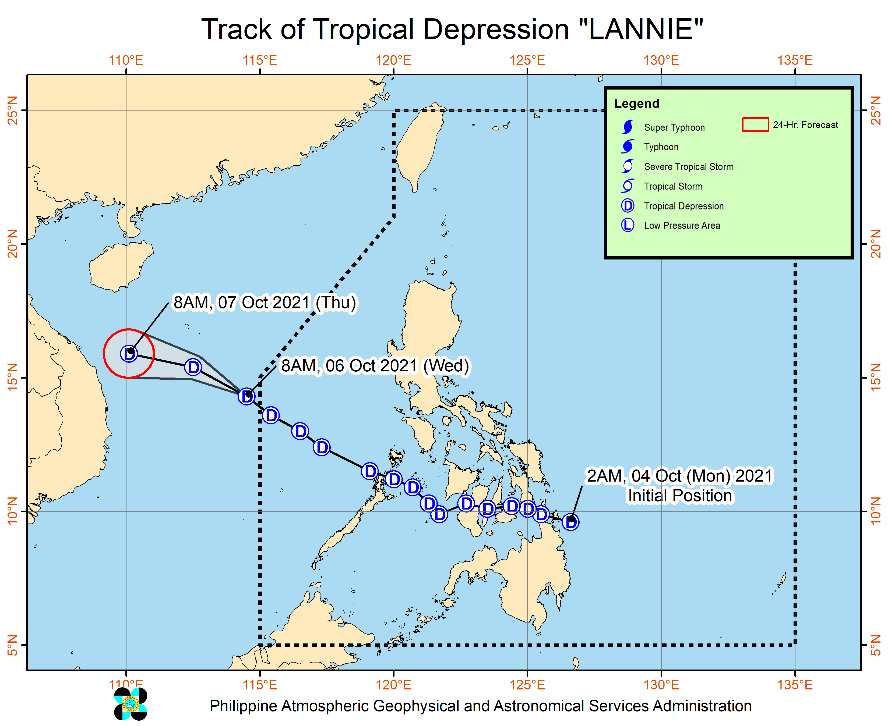 Track of Tropical Depression "LANNIE"
110°E 115°E 120°E 125°E 130°E 135°E
25°N 25°N
Legend
Super Typhoon
24-Hr. Forecast
Typhoon
Severe Tropical Storm
Tropical Storm
D Tropical Depression
L Low Pressure Area
20°N 20°N
8AM, 07 Oct 2021 (Thu)
D
D
8AM, 06 Oct 2021 (Wed)
15°N 15°N
D
D
D
D
D
D
D
2AM, 04 Oct (Mon) 2021
Initial Position
D D D D D D D D D
10°N 10°N
5°N 5°N
110°E 115°E 120°E 125°E 130°E 135°E
Philippine Atmospheric Geophysical and Astronomical Services Administration